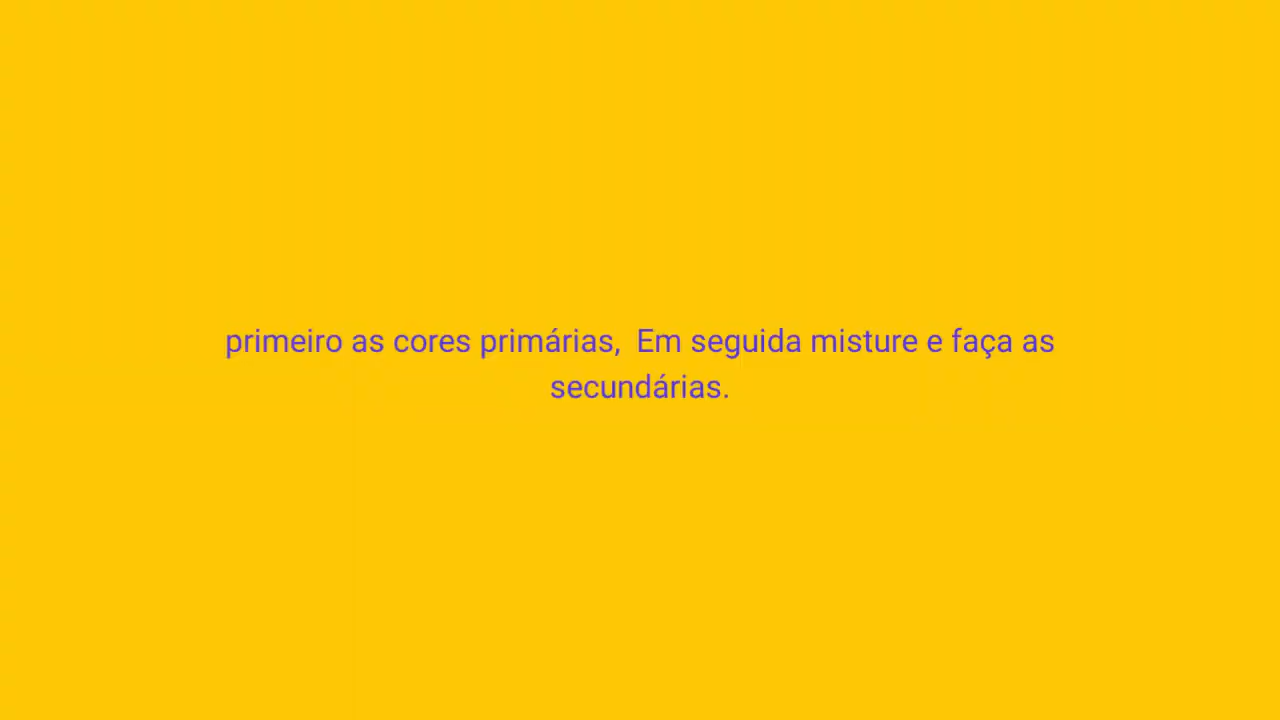 primeiro as cores primárias,  Em seguida misture e faça as
secundárias.